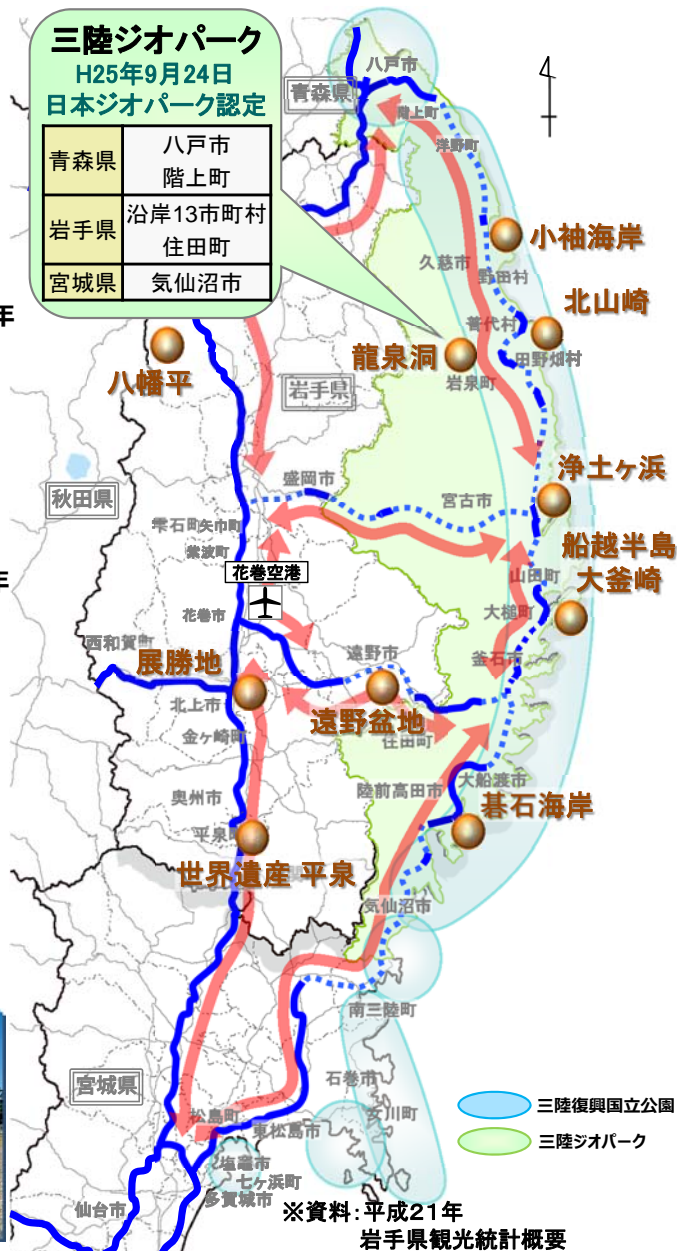 三陸ジオパーク
H25年9月24日
日本ジオパーク認定
青森県
八戸市
階上町
岩手県
沿岸13市町村
住田町
宮城県
気仙沼市
八戸市
青森県
階上町
洋野町
小袖海岸
久慈市
野田村
北山崎
普代村
年
田野畑村
龍泉洞
岩泉町
八幡平
岩手県
浄土ヶ浜
盛岡市
宮古市
秋田県
雫石町
矢巾町
紫波町
船越半島
大釜崎
花巻空港
山田町
年
大槌町
花巻市
西和賀町
遠野市
釜石市
展勝地
北上市
遠野盆地
金ヶ崎町
住田町
大船渡市
奥州市
陸前高田市
碁石海岸
平泉町
世界遺産 平泉
気仙沼市
南三陸町
宮城県
石巻市
女川町
松島町
東松島市
三陸復興国立公園
三陸ジオパーク
塩竈市
七ヶ浜町
多賀城市
仙台市
※資料:平成21年
岩手県観光統計概要